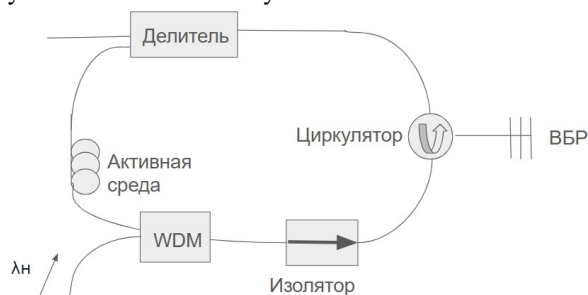 Делитель
Циркулятор
ВБР
Активная
среда
WDM
λн
Изолятор